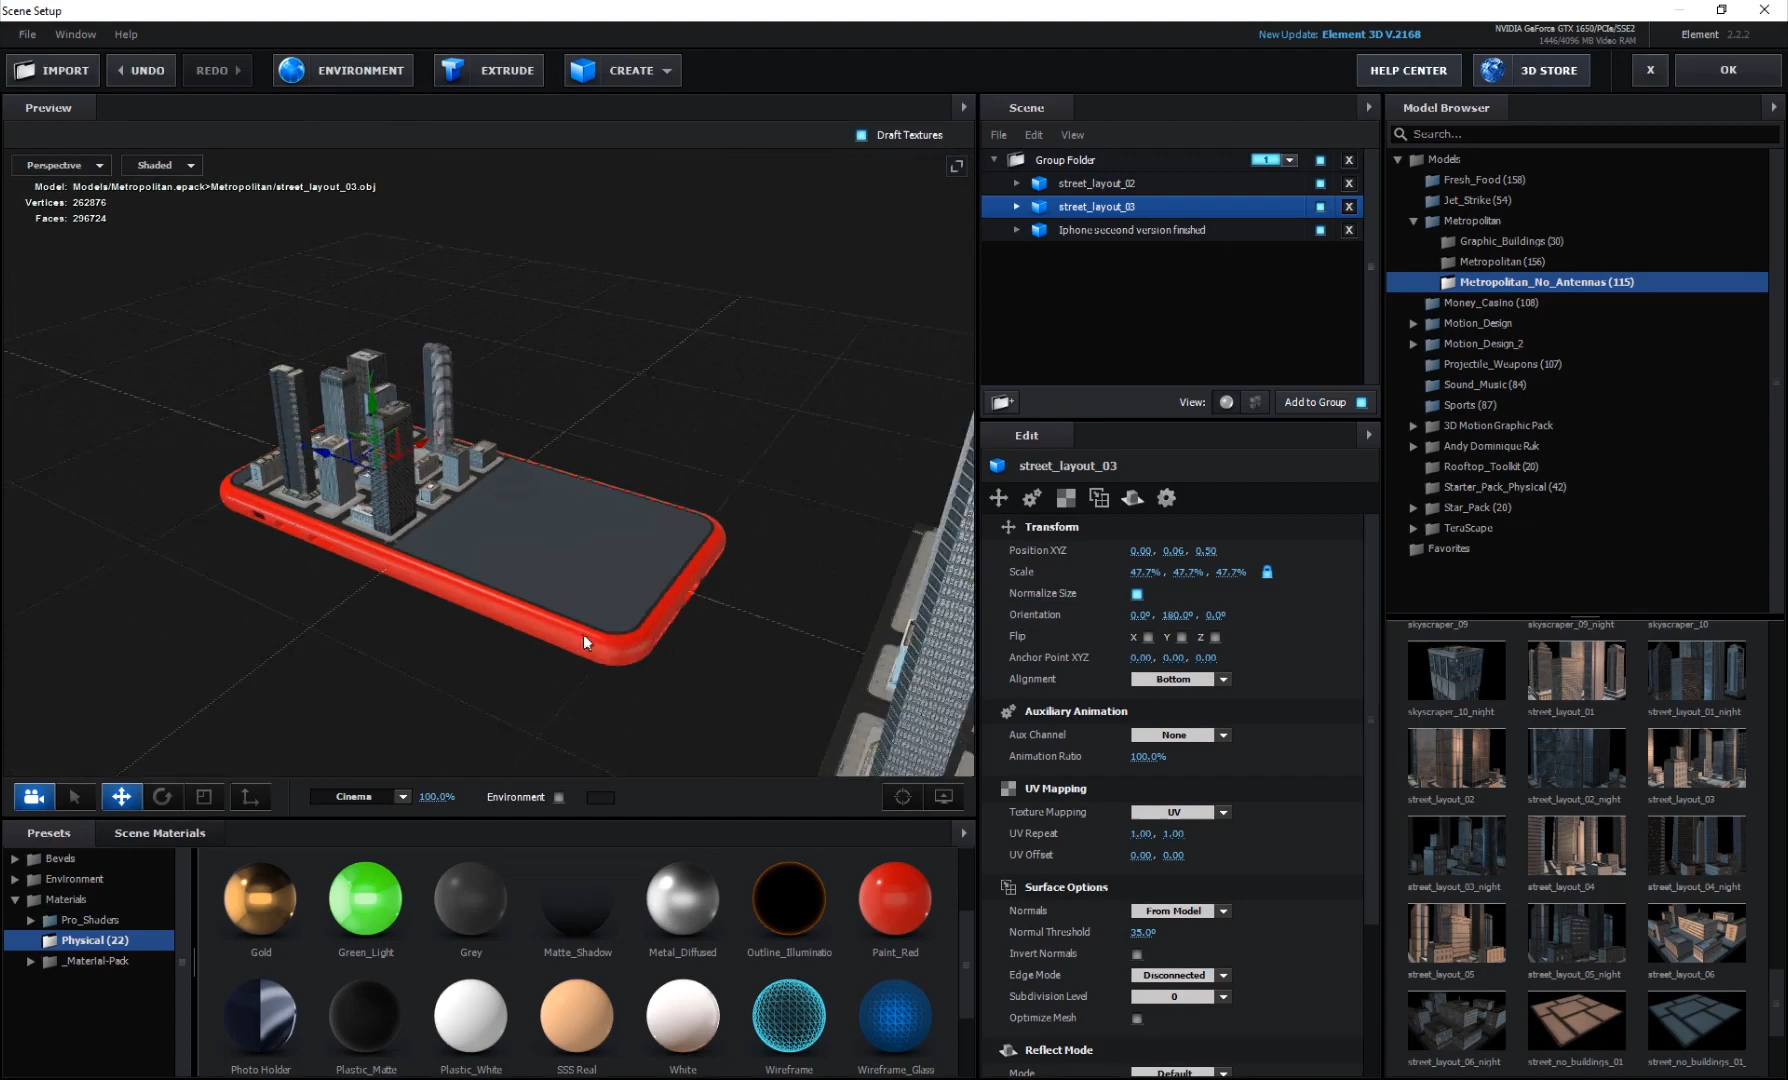 Scene Setup
File Window Help
New Update: Element 3D V.2168
NVIDIA GeForce GTX 1650/PCIe/SSE2
1446/4096 MB Video RAM
Element 2.2.2
IMPORT UNDO REDO ENVIRONMENT EXTRUDE CREATE HELP CENTER 3D STORE X OK
Preview
Draft Textures
Perspective Shaded
Model: Models/Metropolitan.epack>Metropolitan/street_layout_03.obj
Vertices: 262876
Faces: 296724
Cinema 100.0% Environment
Presets Scene Materials
Bevels
Environment
Materials
Pro_Shaders
Physical (22)
_Material-Pack
Gold Green_Light Grey Matte_Shadow Metal_Diffused Outline_Illuminatio Paint_Red
Photo Holder Plastic_Matte Plastic_White SSS Real White Wireframe Wireframe_Glass
Scene
File Edit View
Group Folder 1 X
street_layout_02 X
street_layout_03 X
Iphone seceond version finished X
View: Add to Group
Edit
street_layout_03
Transform
Position XYZ 0.00, 0.06, 0.50
Scale 47.7%, 47.7%, 47.7%
Normalize Size
Orientation 0.0º, 180.0º, 0.0º
Flip X Y Z
Anchor Point XYZ 0.00, 0.00, 0.00
Alignment Bottom
Auxiliary Animation
Aux Channel None
Animation Ratio 100.0%
UV Mapping
Texture Mapping UV
UV Repeat 1.00, 1.00
UV Offset 0.00, 0.00
Surface Options
Normals From Model
Normal Threshold 35.0º
Invert Normals
Edge Mode Disconnected
Subdivision Level 0
Optimize Mesh
Reflect Mode
Mode Default
Model Browser
Search...
Models
Fresh_Food (158)
Jet_Strike (54)
Metropolitan
Graphic_Buildings (30)
Metropolitan (156)
Metropolitan_No_Antennas (115)
Money_Casino (108)
Motion_Design
Motion_Design_2
Projectile_Weapons (107)
Sound_Music (84)
Sports (87)
3D Motion Graphic Pack
Andy Dominique Ruk
Rooftop_Toolkit (20)
Starter_Pack_Physical (42)
Star_Pack (20)
TeraScape
Favorites
skyscraper_09 skyscraper_09_night skyscraper_10
skyscraper_10_night street_layout_01 street_layout_01_night
street_layout_02 street_layout_02_night street_layout_03
street_layout_03_night street_layout_04 street_layout_04_night
street_layout_05 street_layout_05_night street_layout_06
street_layout_06_night street_no_buildings_01 street_no_buildings_01_